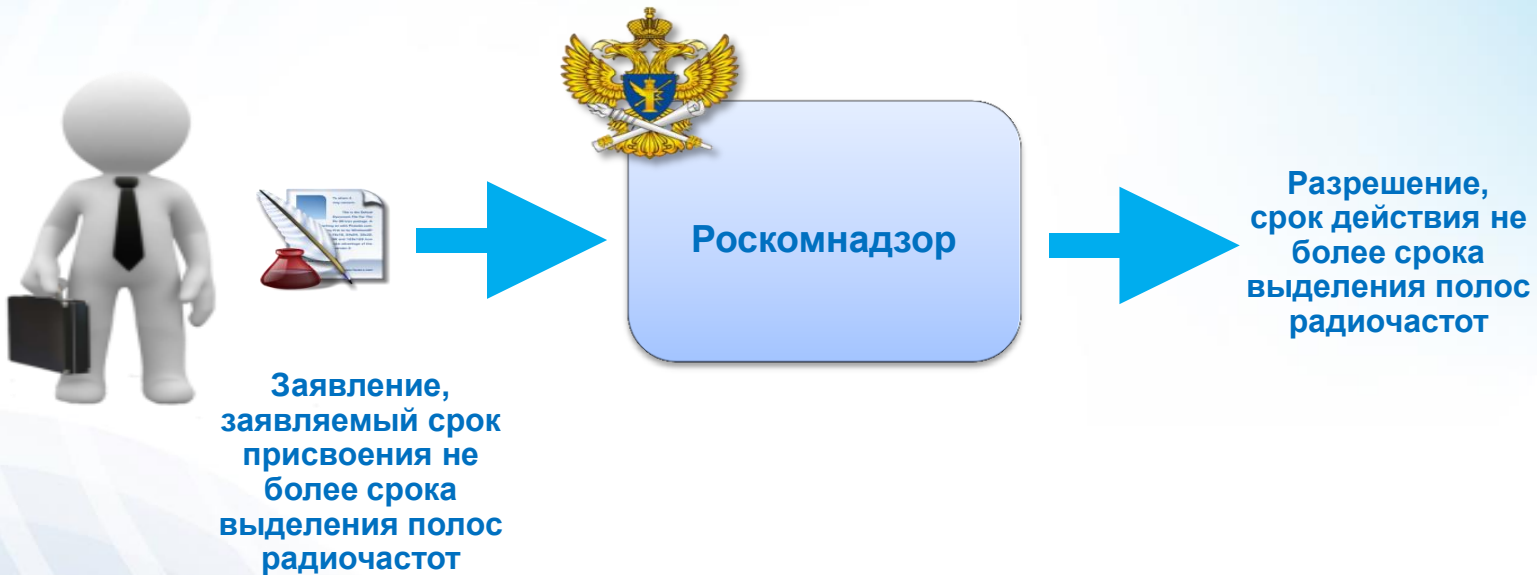 Заявление,
заявляемый срок
присвоения не
более срока
выделения полос
радиочастот
Роскомнадзор
Разрешение,
срок действия не
более срока
выделения полос
радиочастот